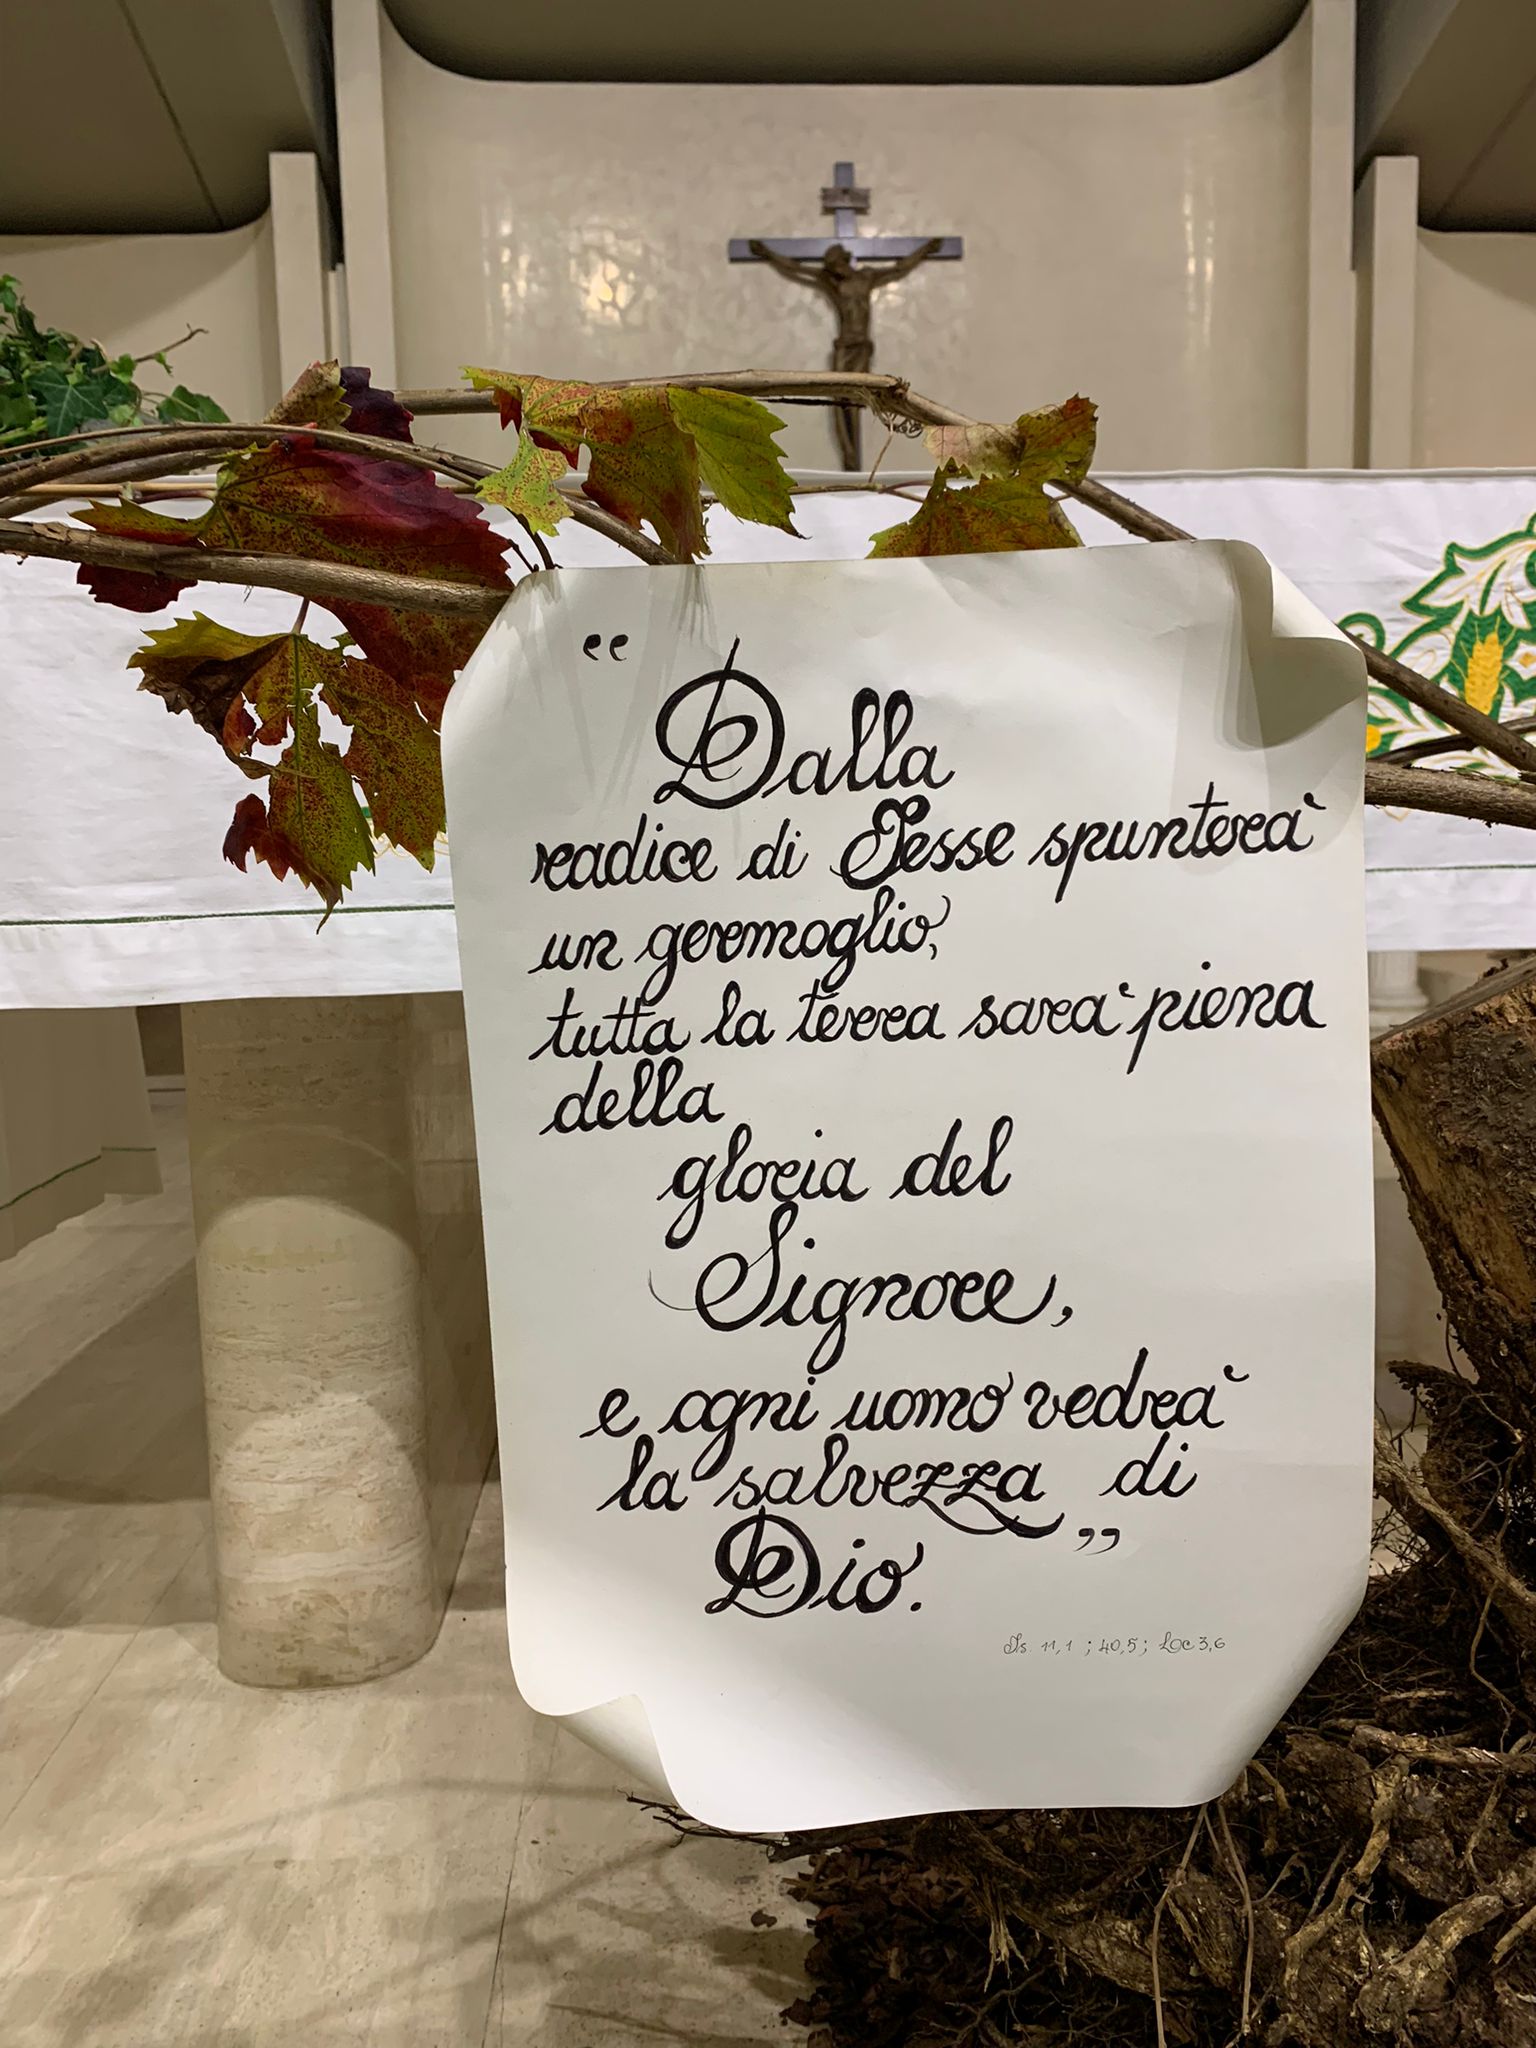 “ Dalla
radice di Jesse spunterà
un germoglio,
tutta la terra sarà piena
della
gloria del
Signore,
e ogni uomo vedrà
la salvezza di
Dio. ”
Is. 11,1 ; 40,5 ; Lc 3,6